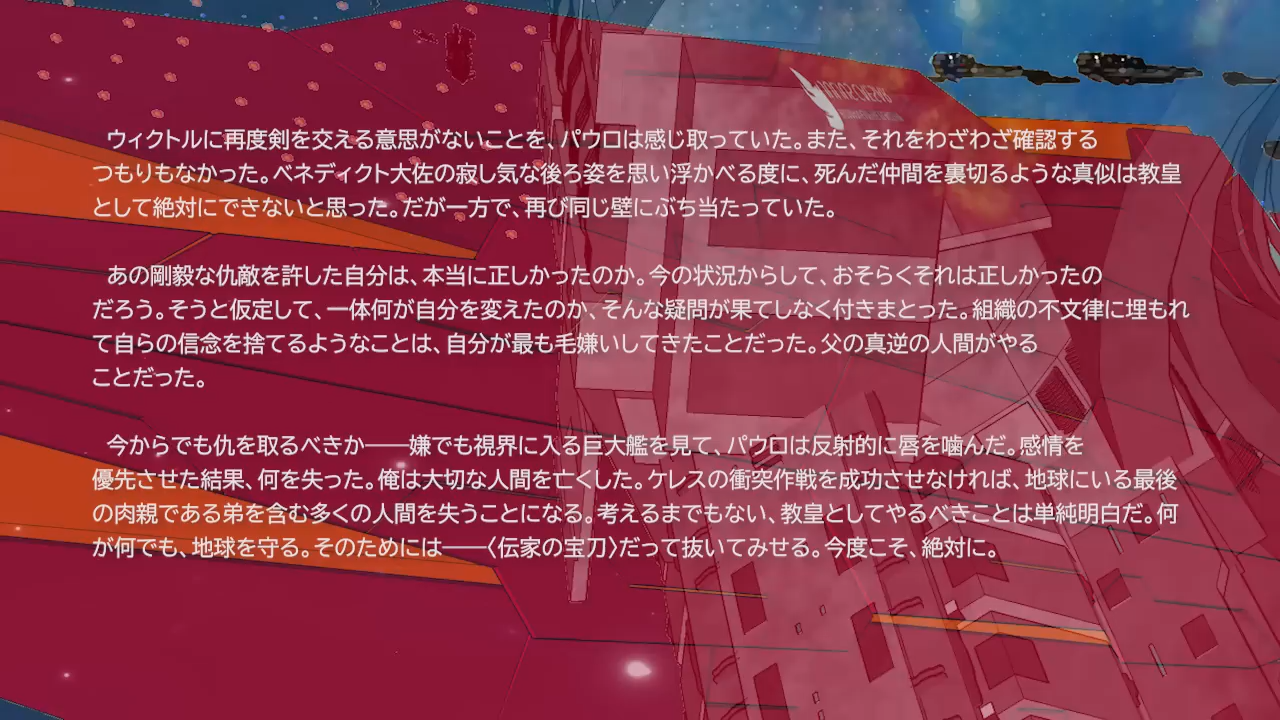 ウィクトルに再度剣を交える意思がないことを、パウロは感じ取っていた。また、それをわざわざ確認する
つもりもなかった。ベネディクト大佐の寂し気な後ろ姿を思い浮かべる度に、死んだ仲間を裏切るような真似は教皇
として絶対にできないと思った。だが一方で、再び同じ壁にぶち当たっていた。
あの剛毅な仇敵を許した自分は、本当に正しかったのか。今の状況からして、おそらくそれは正しかったの
だろう。そうと仮定して、一体何が自分を変えたのか、そんな疑問が果てしなく付きまとった。組織の不文律に埋もれ
て自らの信念を捨てるようなことは、自分が最も毛嫌いしてきたことだった。父の真逆の人間がやる
ことだった。
今からでも仇を取るべきか――嫌でも視界に入る巨大艦を見て、パウロは反射的に唇を噛んだ。感情を
優先させた結果、何を失った。俺は大切な人間を亡くした。ケレスの衝突作戦を成功させなければ、地球にいる最後
の肉親である弟を含む多くの人間を失うことになる。考えるまでもない、教皇としてやるべきことは単純明白だ。何
が何でも、地球を守る。そのためには――〈伝家の宝刀〉だって抜いてみせる。今度こそ、絶対に。